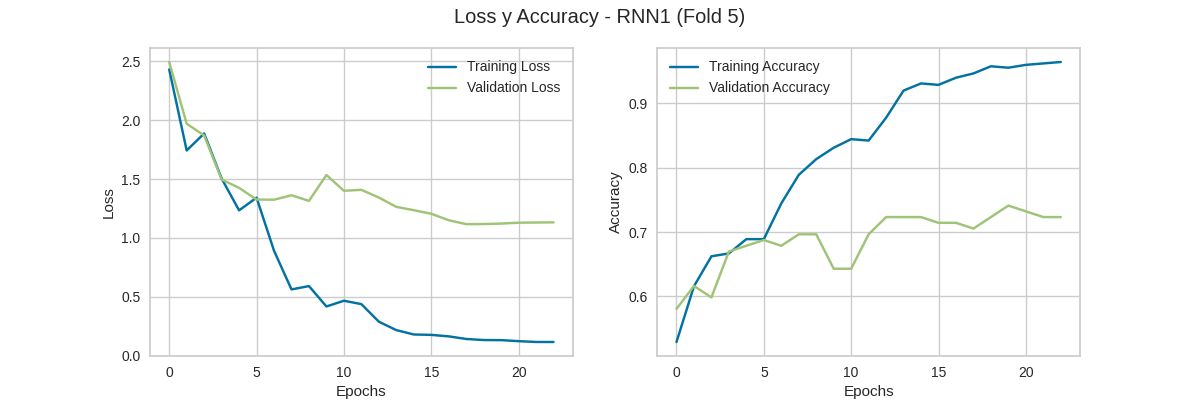 Loss y Accuracy - RNN1 (Fold 5)
2.5
2.0
1.5
1.0
0.5
0.0
Loss
Training Loss
Validation Loss
0 5 10 15 20
Epochs
0.9
0.8
0.7
0.6
Accuracy
Training Accuracy
Validation Accuracy
0 5 10 15 20
Epochs